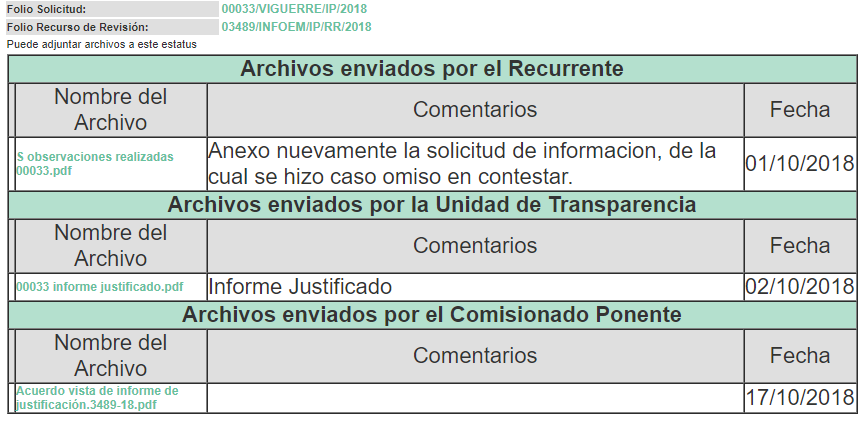 Folio Solicitud: 00033/VIGUERRE/IP/2018
Folio Recurso de Revisión: 03489/INFOEM/IP/RR/2018
Puede adjuntar archivos a este estatus
Archivos enviados por el Recurrente
Nombre del
Archivo
Comentarios
Fecha
S observaciones realizadas
00033.pdf
Anexo nuevamente la solicitud de informacion, de la
cual se hizo caso omiso en contestar.
01/10/2018
Archivos enviados por la Unidad de Transparencia
Nombre del
Archivo
Comentarios
Fecha
00033 informe justificado.pdf
Informe Justificado
02/10/2018
Archivos enviados por el Comisionado Ponente
Nombre del
Archivo
Comentarios
Fecha
Acuerdo vista de informe de
justificación.3489-18.pdf
17/10/2018